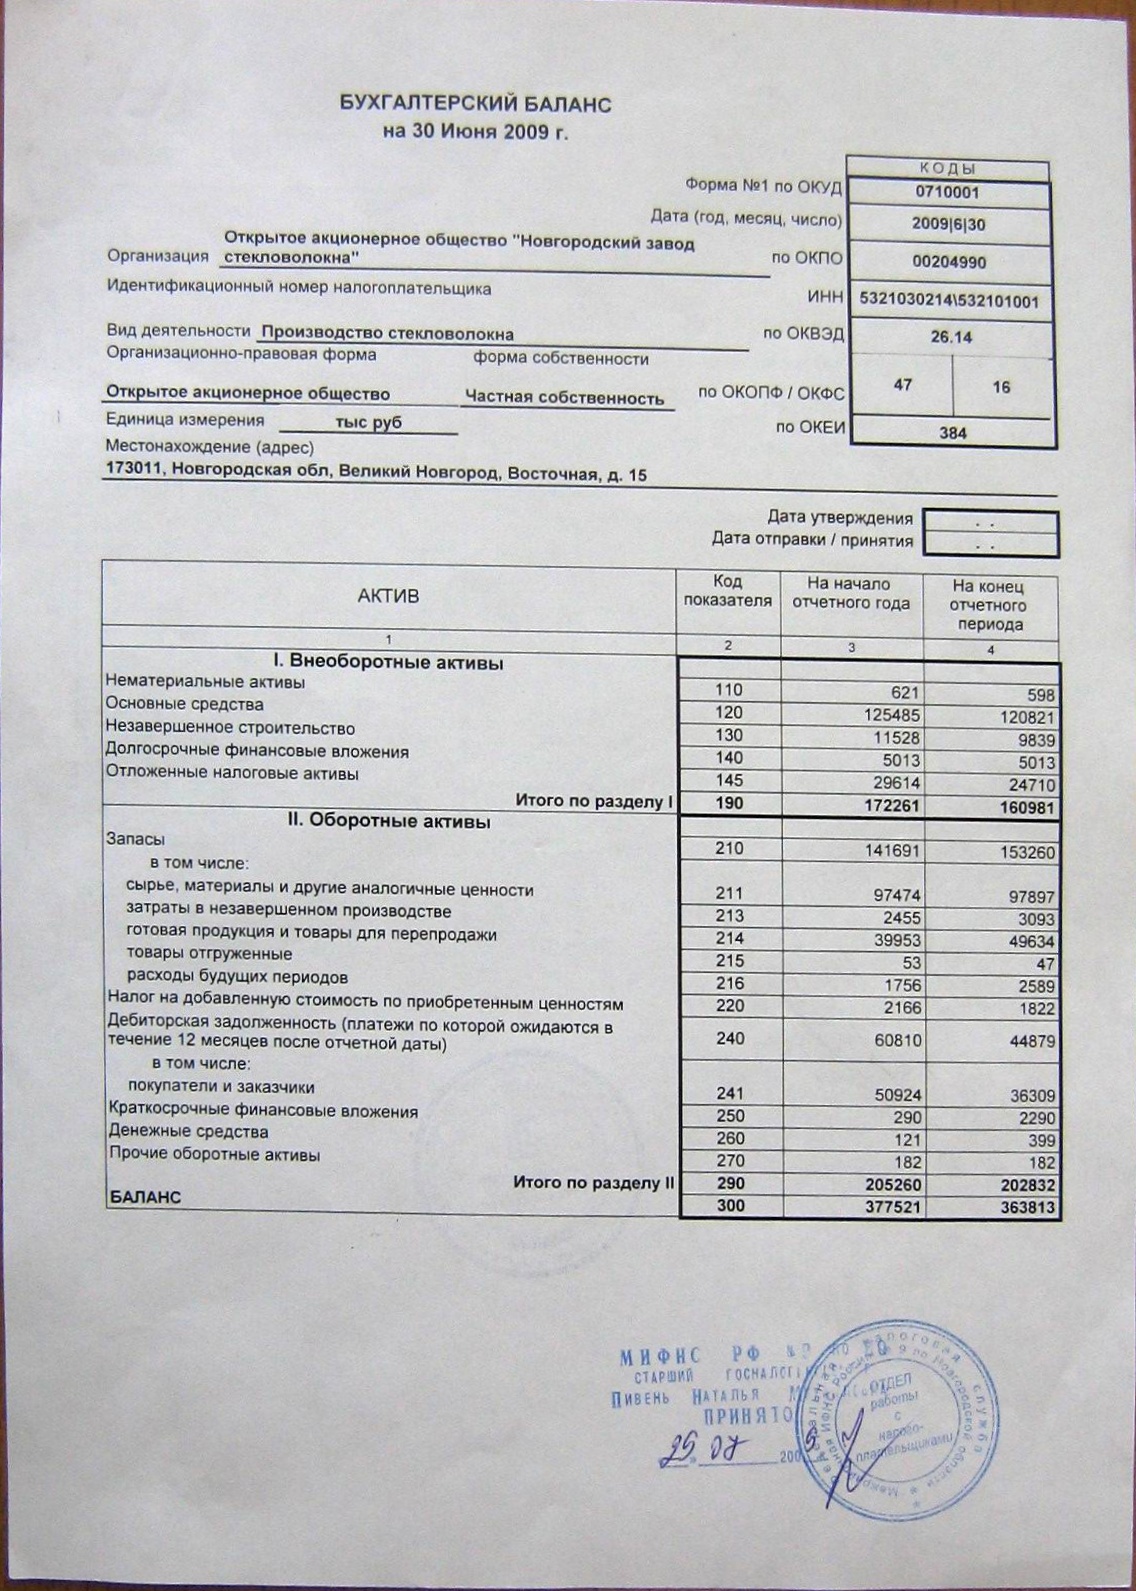 БУХГАЛТЕРСКИЙ БАЛАНС
на 30 Июня 2009 г.
КОДЫ
Форма №1 по ОКУД 0710001
Дата (год, месяц, число) 2009|6|30
Организация Открытое акционерное общество "Новгородский завод
стекловолокна" по ОКПО 00204990
Идентификационный номер налогоплательщика ИНН 5321030214\532101001
Вид деятельности Производство стекловолокна по ОКВЭД 26.14
Организационно-правовая форма форма собственности
Открытое акционерное общество Частная собственность по ОКОПФ / ОКФС 47 16
Единица измерения тыс руб по ОКЕИ 384
Местонахождение (адрес)
173011, Новгородская обл, Великий Новгород, Восточная, д. 15
Дата утверждения . .
Дата отправки / принятия . .
АКТИВ Код показателя На начало отчетного года На конец отчетного периода
1 2 3 4
I. Внеоборотные активы
Нематериальные активы 110 621 598
Основные средства 120 125485 120821
Незавершенное строительство 130 11528 9839
Долгосрочные финансовые вложения 140 5013 5013
Отложенные налоговые активы 145 29614 24710
Итого по разделу I 190 172261 160981
II. Оборотные активы
Запасы 210 141691 153260
в том числе:
сырье, материалы и другие аналогичные ценности 211 97474 97897
затраты в незавершенном производстве 213 2455 3093
готовая продукция и товары для перепродажи 214 39953 49634
товары отгруженные 215 53 47
расходы будущих периодов 216 1756 2589
Налог на добавленную стоимость по приобретенным ценностям 220 2166 1822
Дебиторская задолженность (платежи по которой ожидаются в
течение 12 месяцев после отчетной даты) 240 60810 44879
в том числе:
покупатели и заказчики 241 50924 36309
Краткосрочные финансовые вложения 250 290 2290
Денежные средства 260 121 399
Прочие оборотные активы 270 182 182
Итого по разделу II 290 205260 202832
БАЛАНС 300 377521 363813
МИФНС РФ
СТАРШИЙ
ПИВЕНЬ НАТАЛЬЯ
ПРИНЯТО
25. 07 200
налоговая служба
по Новгородской области
ОТДЕЛ
работы
с
налого-
плательщиками